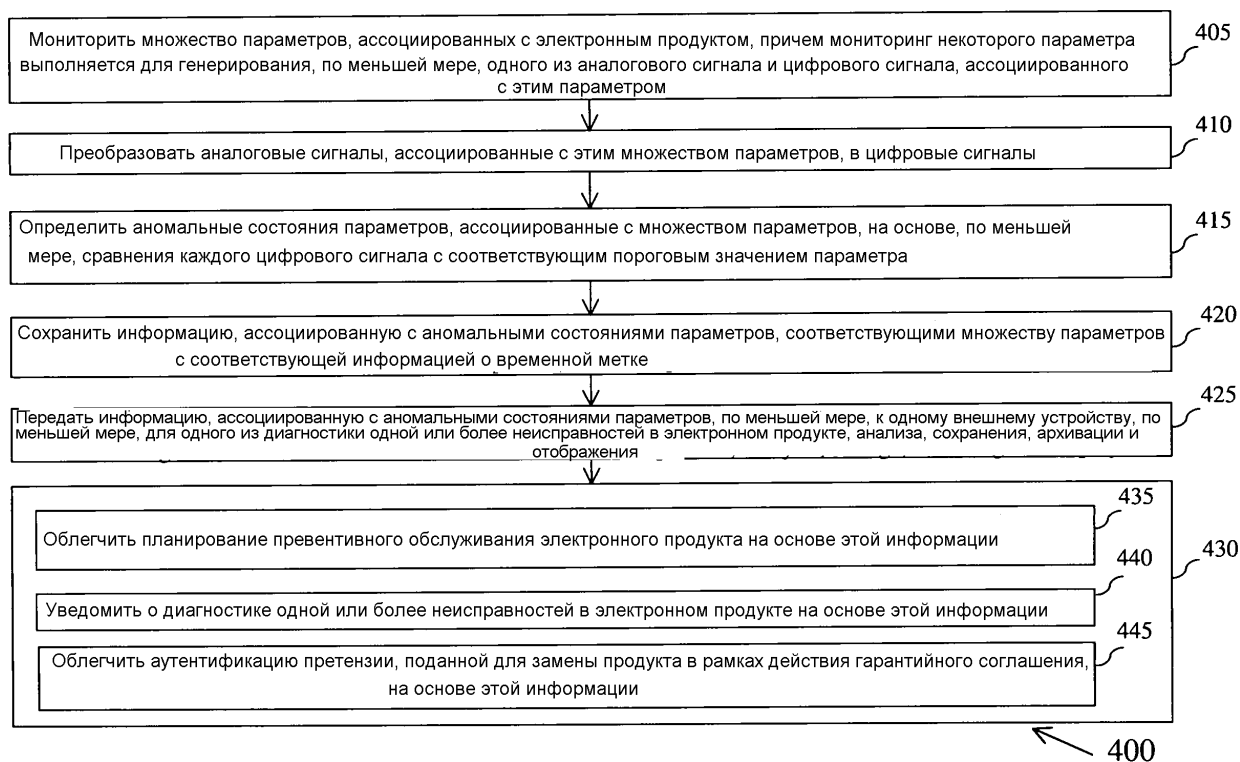 405
Мониторить множество параметров, ассоциированных с электронным продуктом, причем мониторинг некоторого параметра
выполняется для генерирования, по меньшей мере, одного из аналогового сигнала и цифрового сигнала, ассоциированного
с этим параметром
410
Преобразовать аналоговые сигналы, ассоциированные с этим множеством параметров, в цифровые сигналы
415
Определить аномальные состояния параметров, ассоциированные с множеством параметров, на основе, по меньшей
мере, сравнения каждого цифрового сигнала с соответствующим пороговым значением параметра
420
Сохранить информацию, ассоциированную с аномальными состояниями параметров, соответствующими множеству параметров
с соответствующей информацией о временной метке
425
Передать информацию, ассоциированную с аномальными состояниями параметров, по меньшей мере, к одному внешнему устройству, по
меньшей мере, для одного из диагностики одной или более неисправностей в электронном продукте, анализа, сохранения, архивации и
отображения
430
435
Облегчить планирование превентивного обслуживания электронного продукта на основе этой информации
440
Уведомить о диагностике одной или более неисправностей в электронном продукте на основе этой информации
445
Облегчить аутентификацию претензии, поданной для замены продукта в рамках действия гарантийного соглашения,
на основе этой информации
400